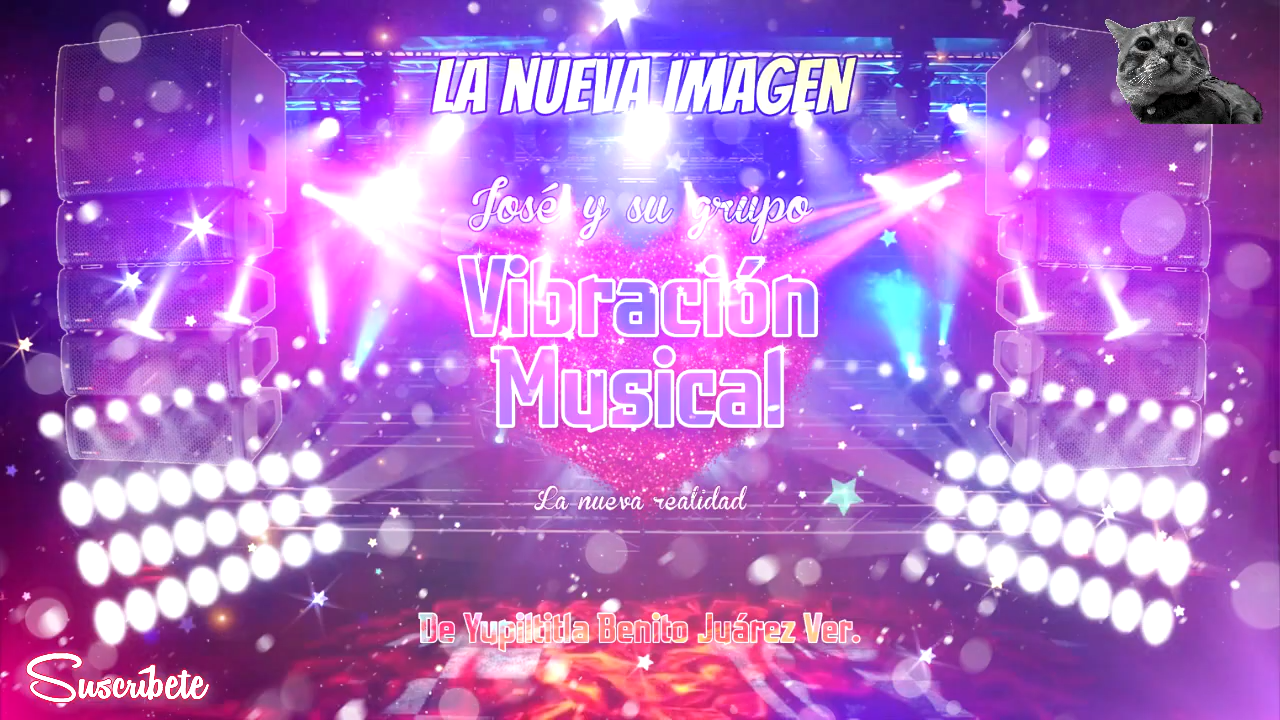 LA NUEVA IMAGEN
José y su grupo
Vibración
Musical
La nueva realidad
De Yupiltitla Benito Juárez Ver.
Suscribete